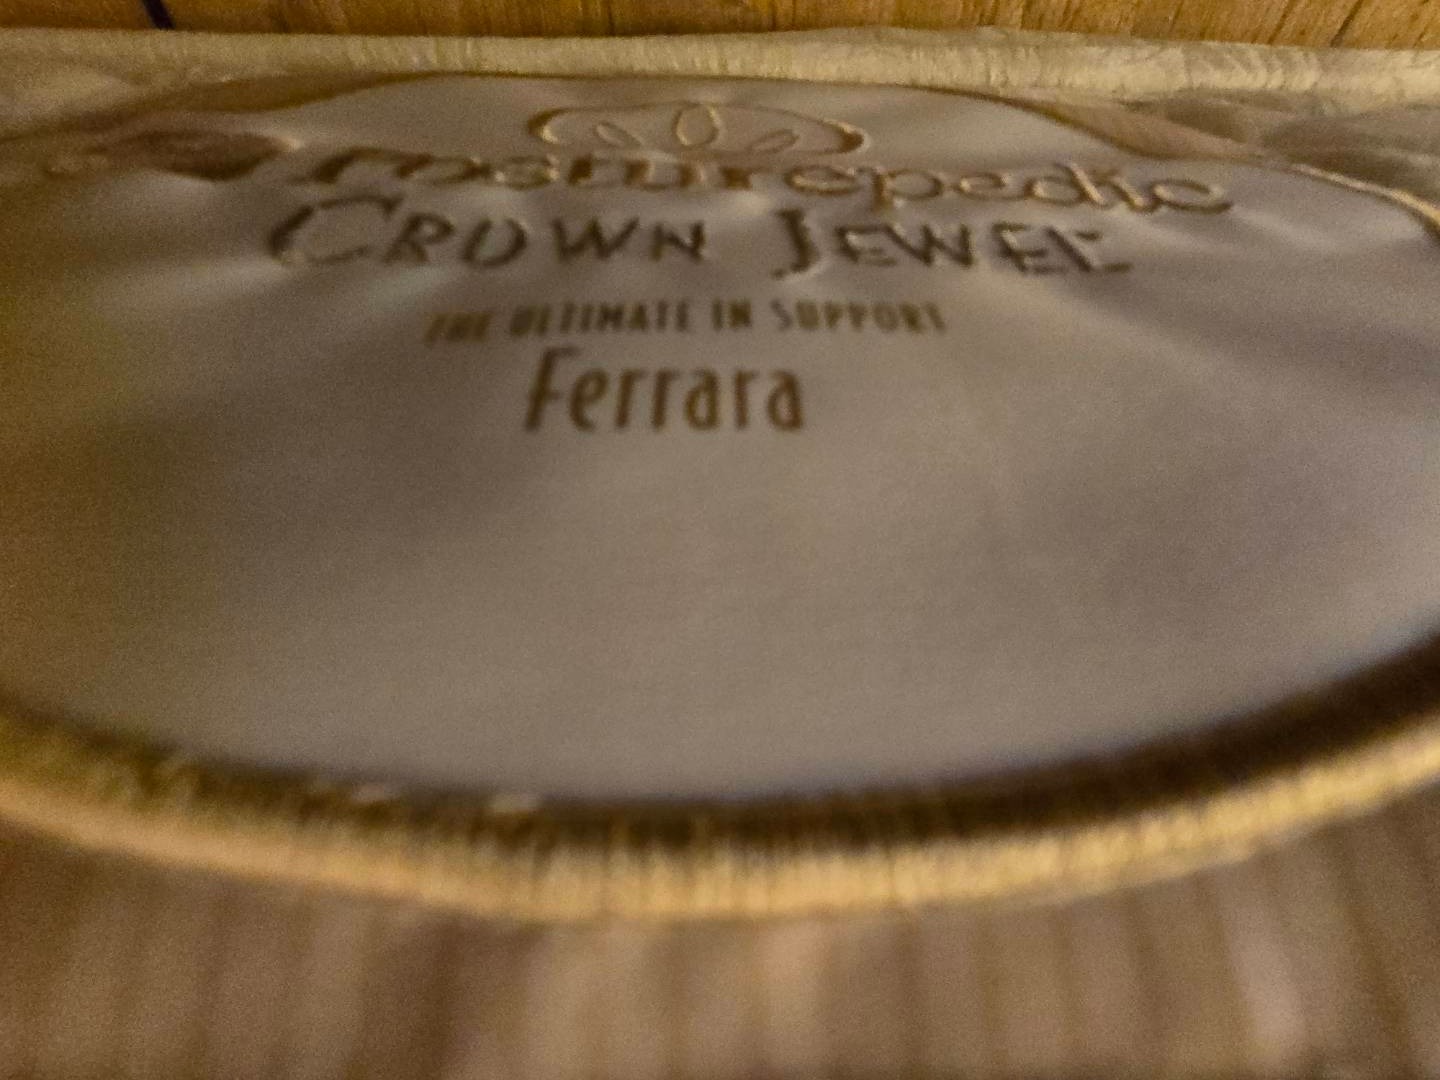 Posturepedic
CROWN JEWEL
THE ULTIMATE IN SUPPORT
Ferrara